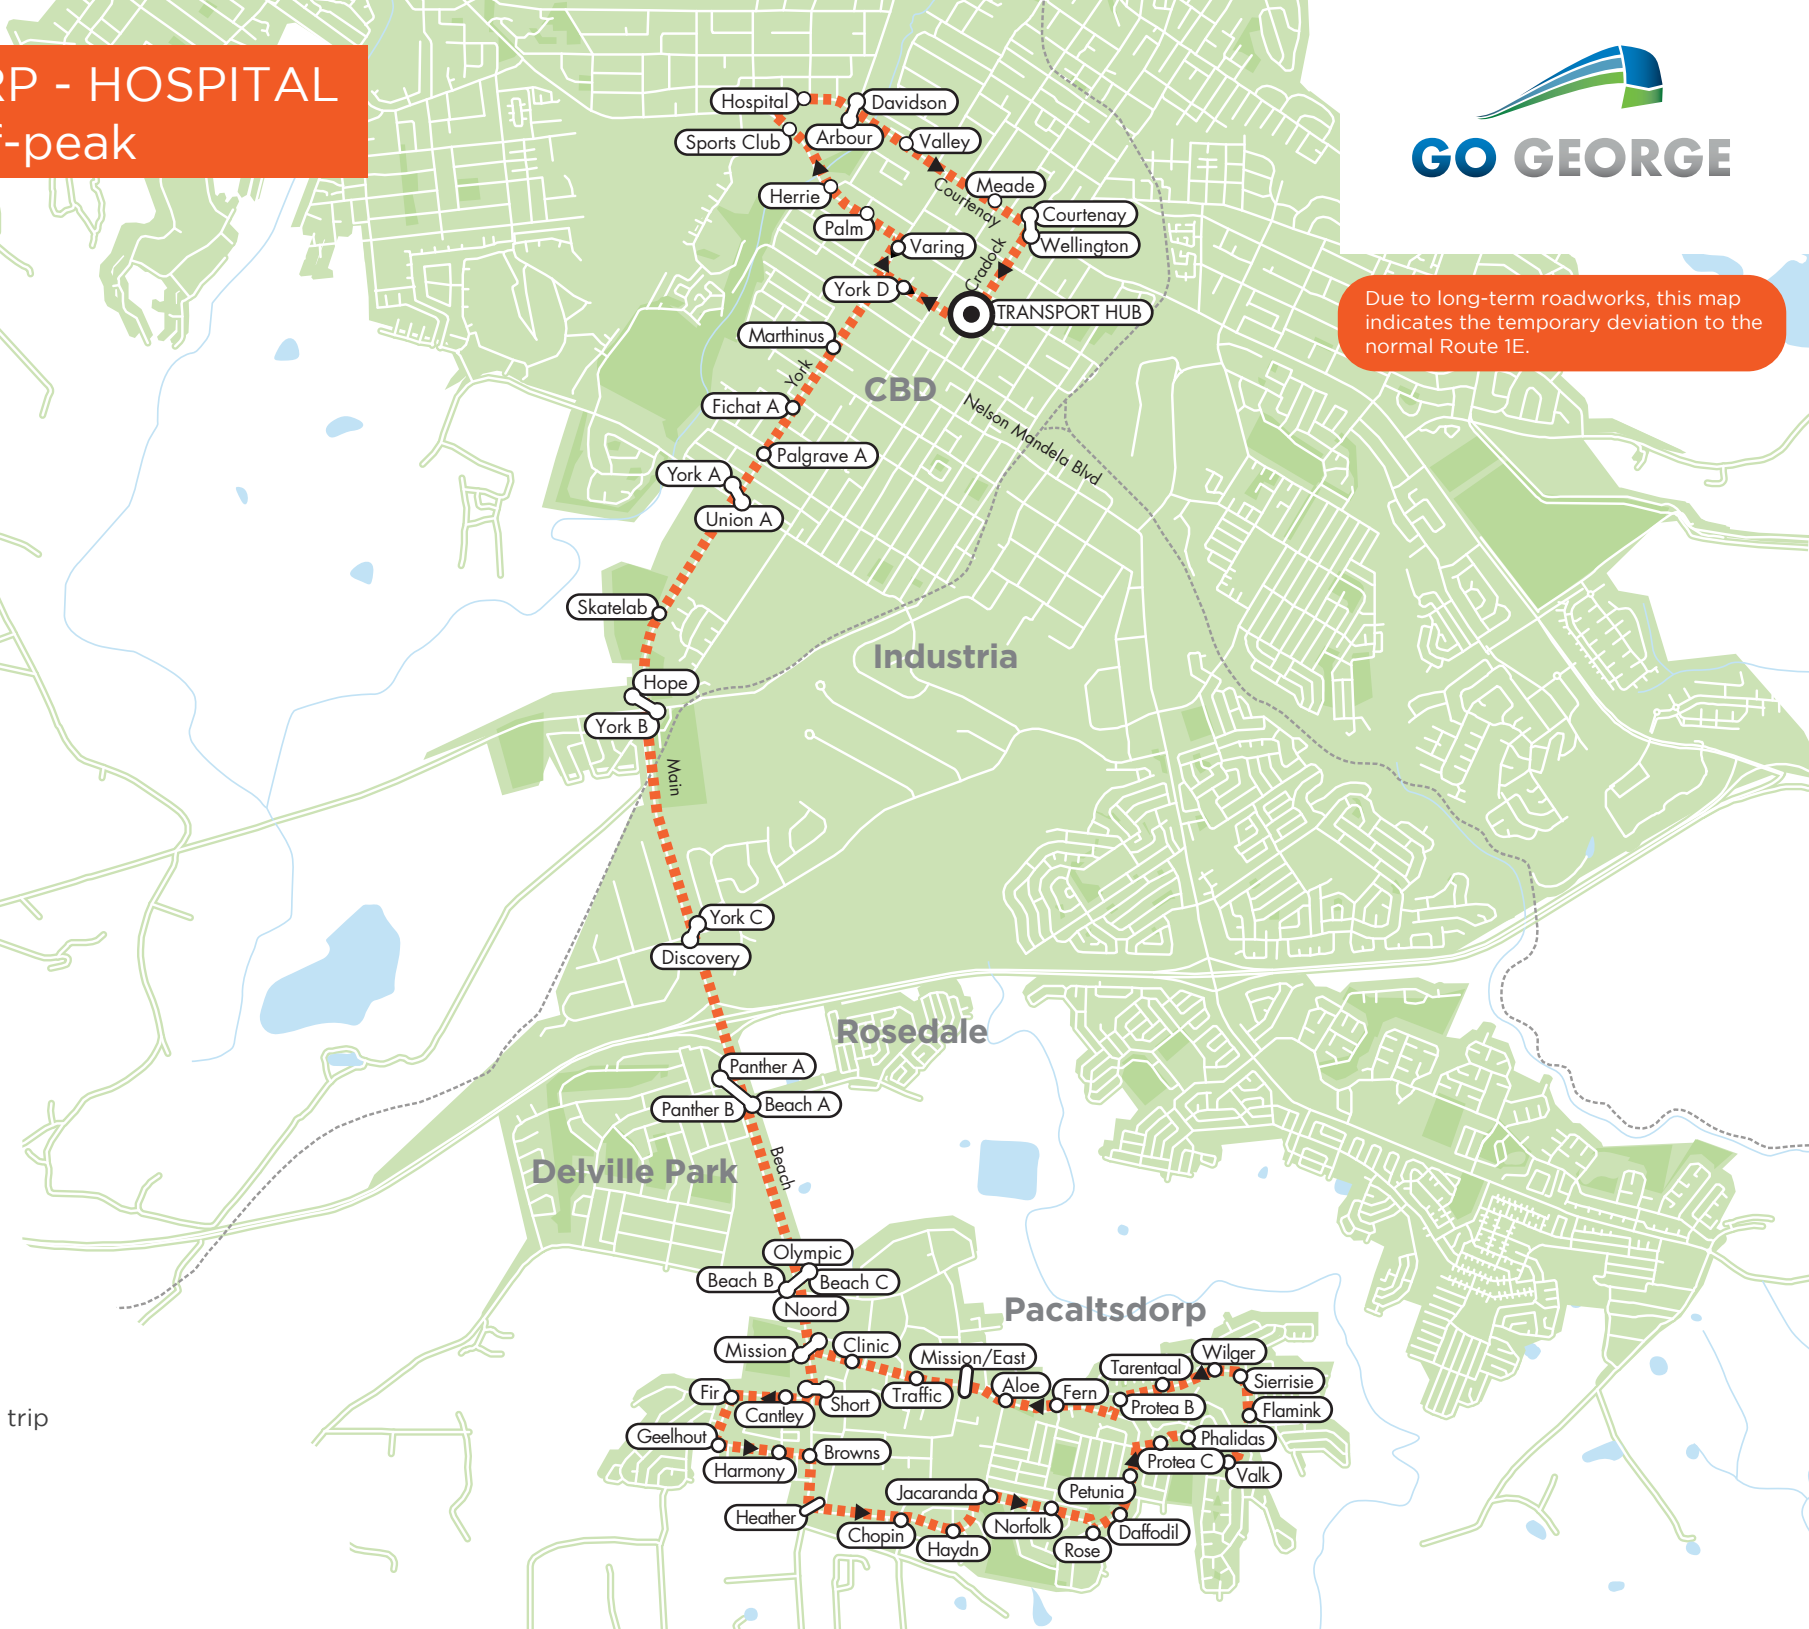 RP - HOSPITAL
f-peak
GO GEORGE
Due to long-term roadworks, this map
indicates the temporary deviation to the
normal Route 1E.
Hospital
Davidson
Sports Club
Arbour
Valley
Herrie
Meade
Courtenay
Courtenay
Palm
Varing
Wellington
Cradock
York D
TRANSPORT HUB
Marthinus
York
CBD
Fichat A
Nelson Mandela Blvd
Palgrave A
York A
Union A
Skatelab
Industria
Hope
York B
Main
York C
Discovery
Rosedale
Panther A
Panther B
Beach A
Delville Park
Beach
Olympic
Beach B
Beach C
Noord
Pacaltsdorp
Mission
Clinic
Mission/East
Wilger
Tarentaal
Sierrisie
Fir
Traffic
Aloe
Fern
Short
Cantley
Protea B
Flamink
trip
Geelhout
Phalidas
Browns
Protea C
Harmony
Valk
Jacaranda
Petunia
Heather
Chopin
Norfolk
Daffodil
Haydn
Rose